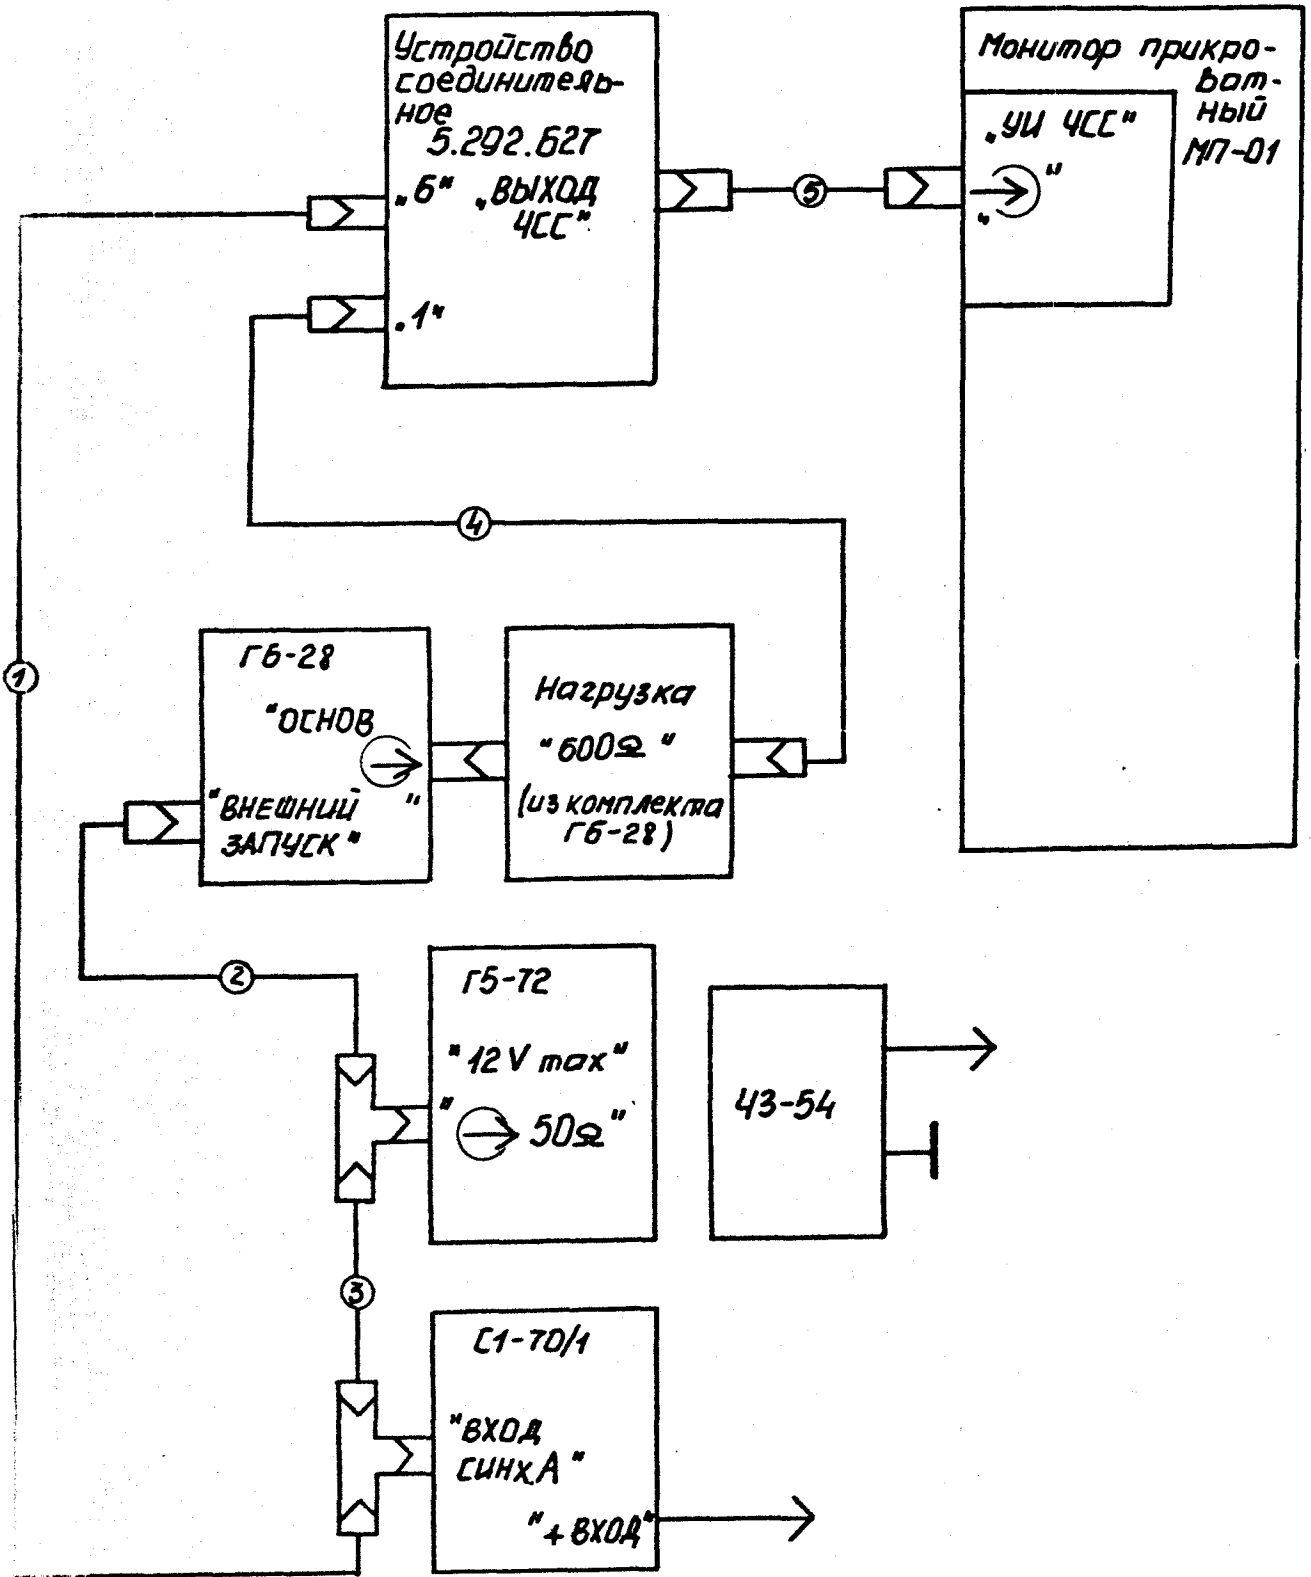 Устройство
соединитель-
ное
5.292.627
„6“ „ВЫХОД
ЧСС“
„1“
Монитор прикро-
ват-
ный
МП-01
„УИ ЧСС“
„ “
5
4
1
Г6-28
"ОСНОВ
"
"ВНЕШНИЙ
ЗАПУСК"
Нагрузка
"600Ω"
(из комплекта
Г6-28)
2
Г5-72
"12 V max"
" 50Ω"
Ч3-54
3
С1-70/1
"ВХОД
СИНХ.А"
"+ВХОД"